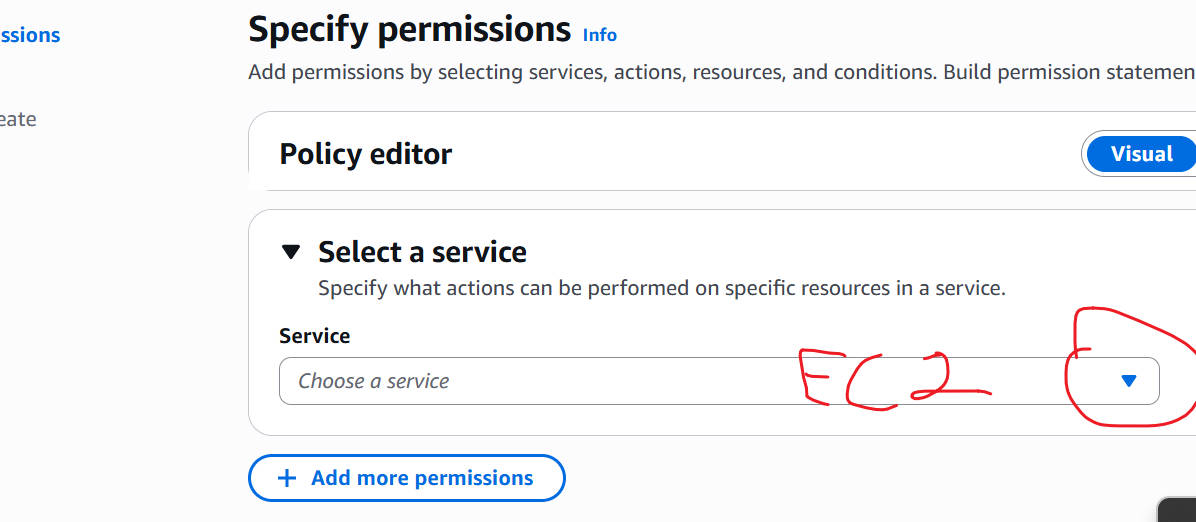 ssions
Specify permissions Info
Add permissions by selecting services, actions, resources, and conditions. Build permission statemen
eate
Policy editor
Visual
Select a service
Specify what actions can be performed on specific resources in a service.
Service
Choose a service
EC2
+ Add more permissions